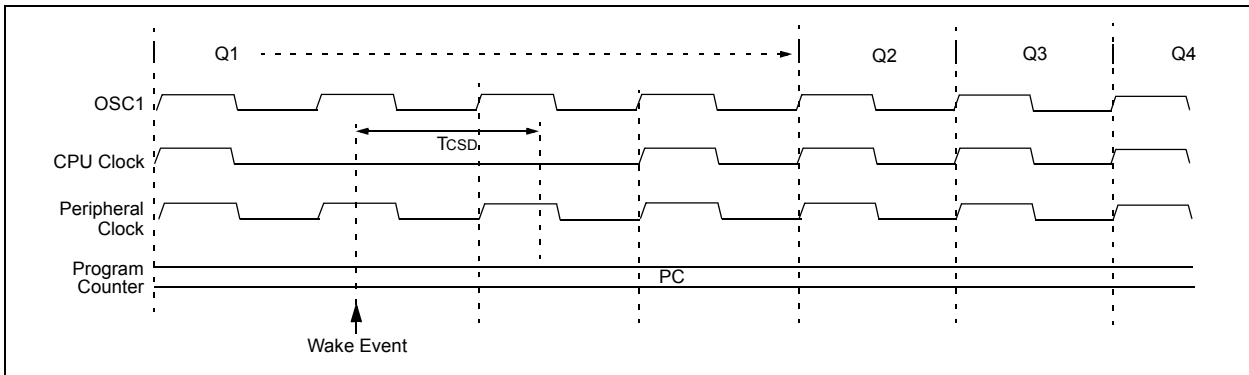 Q1
Q2
Q3
Q4
OSC1
TCSD
CPU Clock
Peripheral
Clock
Program
Counter
PC
Wake Event